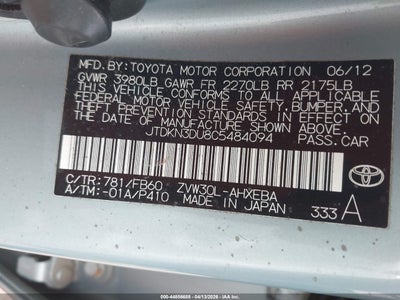 MFD.BY: TOYOTA MOTOR CORPORATION 06/12
GVWR 3980LB GAWR FR 2270LB RR 2175LB
THIS VEHICLE CONFORMS TO ALL APPLICABLE
FEDERAL MOTOR VEHICLE SAFETY, BUMPER, AND
THEFT PREVENTION STANDARDS IN EFFECT ON
THE DATE OF MANUFACTURE SHOWN ABOVE.
JTDKN3DU8C5484094 PASS.CAR
C/TR: 781/FB60 ZVW30L-AHXEBA
A/TM: -01A/P410 MADE IN JAPAN 333 A
TOYOTA
000-44858685 - 04/13/2026 - IAA Inc.